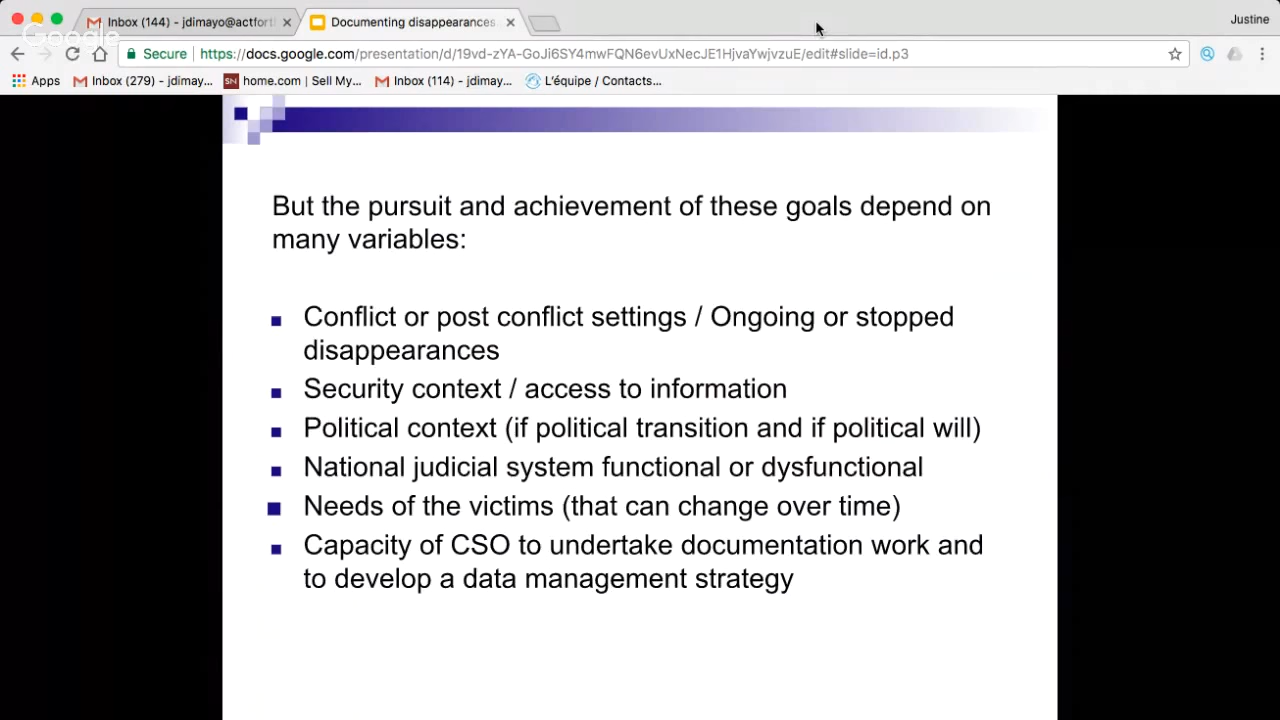 Inbox (144) - jdimayo@actfort
Documenting disappearances
Justine
Google
Secure
https://docs.google.com/presentation/d/19vd-zYA-GoJi6SY4mwFQN6evUxNecJE1HjvaYwjvzuE/edit#slide=id.p3
Apps
Inbox (279) - jdimay...
SN
home.com | Sell My...
Inbox (114) - jdimay...
L'équipe / Contacts...
But the pursuit and achievement of these goals depend on
many variables:
Conflict or post conflict settings / Ongoing or stopped
disappearances
Security context / access to information
Political context (if political transition and if political will)
National judicial system functional or dysfunctional
Needs of the victims (that can change over time)
Capacity of CSO to undertake documentation work and
to develop a data management strategy